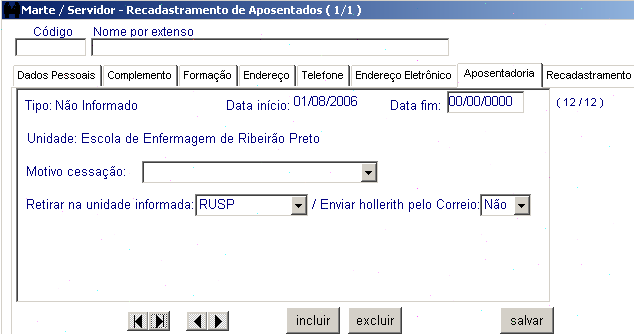 Marte / Servidor - Recadastramento de Aposentados ( 1/1 )
Código Nome por extenso
Dados Pessoais Complemento Formação Endereço Telefone Endereço Eletrônico Aposentadoria Recadastramento
Tipo: Não Informado Data início: 01/08/2006 Data fim: 00/00/0000 ( 12 / 12 )
Unidade: Escola de Enfermagem de Ribeirão Preto
Motivo cessação:
Retirar na unidade informada: RUSP / Enviar hollerith pelo Correio: Não
incluir excluir salvar